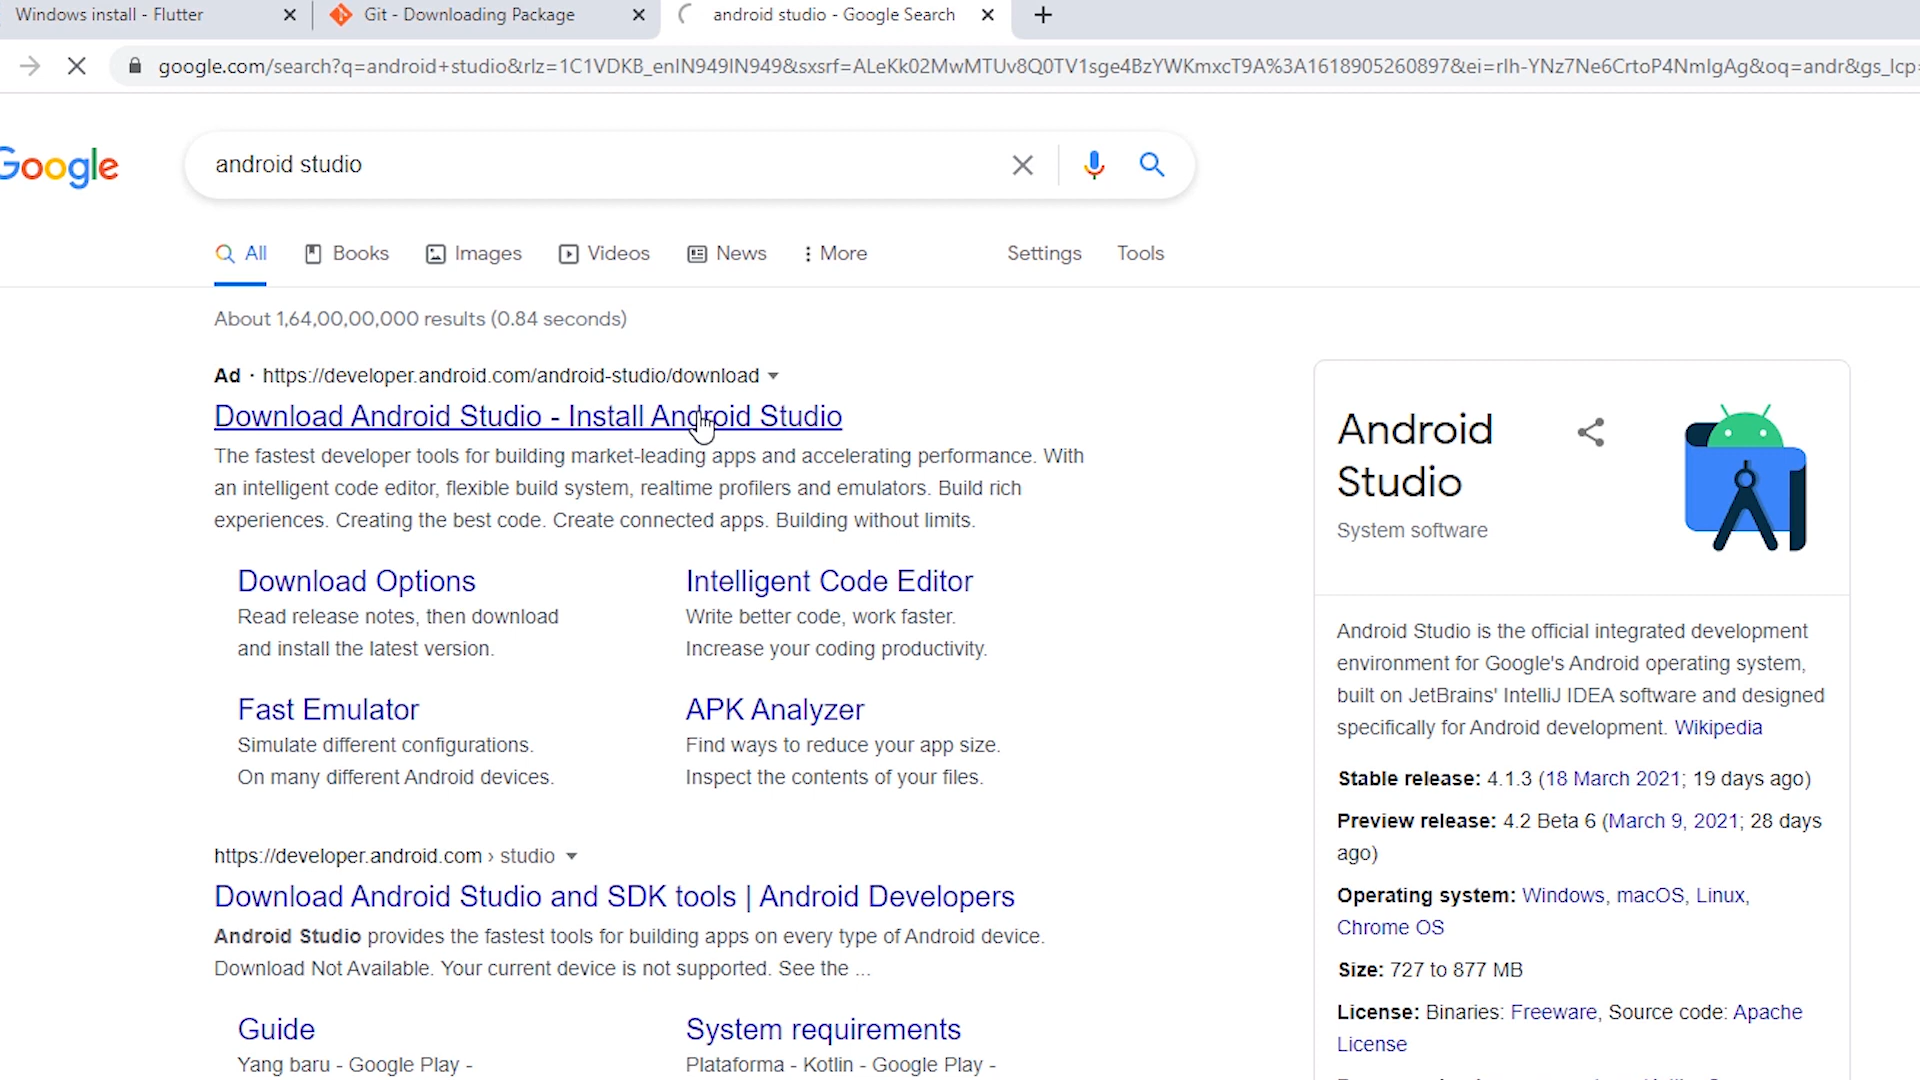 Windows install - Flutter
Git - Downloading Package
android studio - Google Search
google.com/search?q=android+studio&rlz=1C1VDKB_enIN949IN949&sxsrf=ALeKk02MwMTUv8Q0TV1sge4BzYWKmxcT9A%3A1618905260897&ei=rIh-YNz7Ne6CrtoP4NmIgAg&oq=andr&gs_lcp=
Google
android studio
All Books Images Videos News More Settings Tools
About 1,64,00,00,000 results (0.84 seconds)
Ad · https://developer.android.com/android-studio/download
Download Android Studio - Install Android Studio
The fastest developer tools for building market-leading apps and accelerating performance. With
an intelligent code editor, flexible build system, realtime profilers and emulators. Build rich
experiences. Creating the best code. Create connected apps. Building without limits.
Download Options
Read release notes, then download
and install the latest version.
Intelligent Code Editor
Write better code, work faster.
Increase your coding productivity.
Fast Emulator
Simulate different configurations.
On many different Android devices.
APK Analyzer
Find ways to reduce your app size.
Inspect the contents of your files.
https://developer.android.com › studio
Download Android Studio and SDK tools | Android Developers
Android Studio provides the fastest tools for building apps on every type of Android device.
Download Not Available. Your current device is not supported. See the ...
Guide
Yang baru - Google Play -
System requirements
Plataforma - Kotlin - Google Play -
Android
Studio
System software
Android Studio is the official integrated development
environment for Google's Android operating system,
built on JetBrains' IntelliJ IDEA software and designed
specifically for Android development. Wikipedia
Stable release: 4.1.3 (18 March 2021; 19 days ago)
Preview release: 4.2 Beta 6 (March 9, 2021; 28 days
ago)
Operating system: Windows, macOS, Linux,
Chrome OS
Size: 727 to 877 MB
License: Binaries: Freeware, Source code: Apache
License